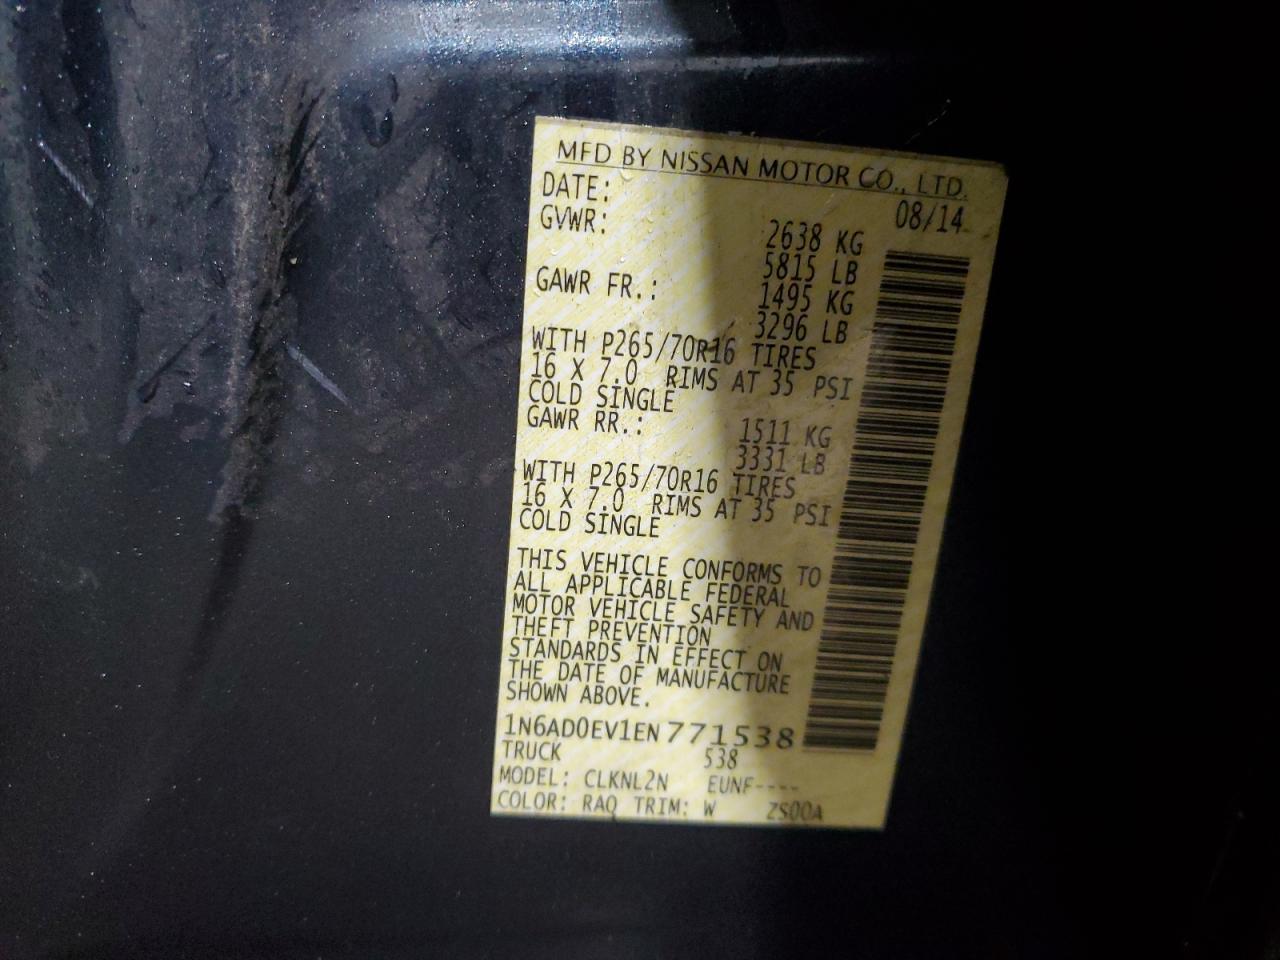 MFD BY NISSAN MOTOR CO., LTD.
DATE: 08/14
GVWR: 2638 KG
5815 LB
GAWR FR.: 1495 KG
3296 LB
WITH P265/70R16 TIRES
16 X 7.0 RIMS AT 35 PSI
COLD SINGLE
GAWR RR.: 1511 KG
3331 LB
WITH P265/70R16 TIRES
16 X 7.0 RIMS AT 35 PSI
COLD SINGLE
THIS VEHICLE CONFORMS TO
ALL APPLICABLE FEDERAL
MOTOR VEHICLE SAFETY AND
THEFT PREVENTION
STANDARDS IN EFFECT ON
THE DATE OF MANUFACTURE
SHOWN ABOVE.
1N6AD0EV1EN771538
TRUCK 538
MODEL: CLKNL2N EUNF----
COLOR: RAQ TRIM: W ZS00A